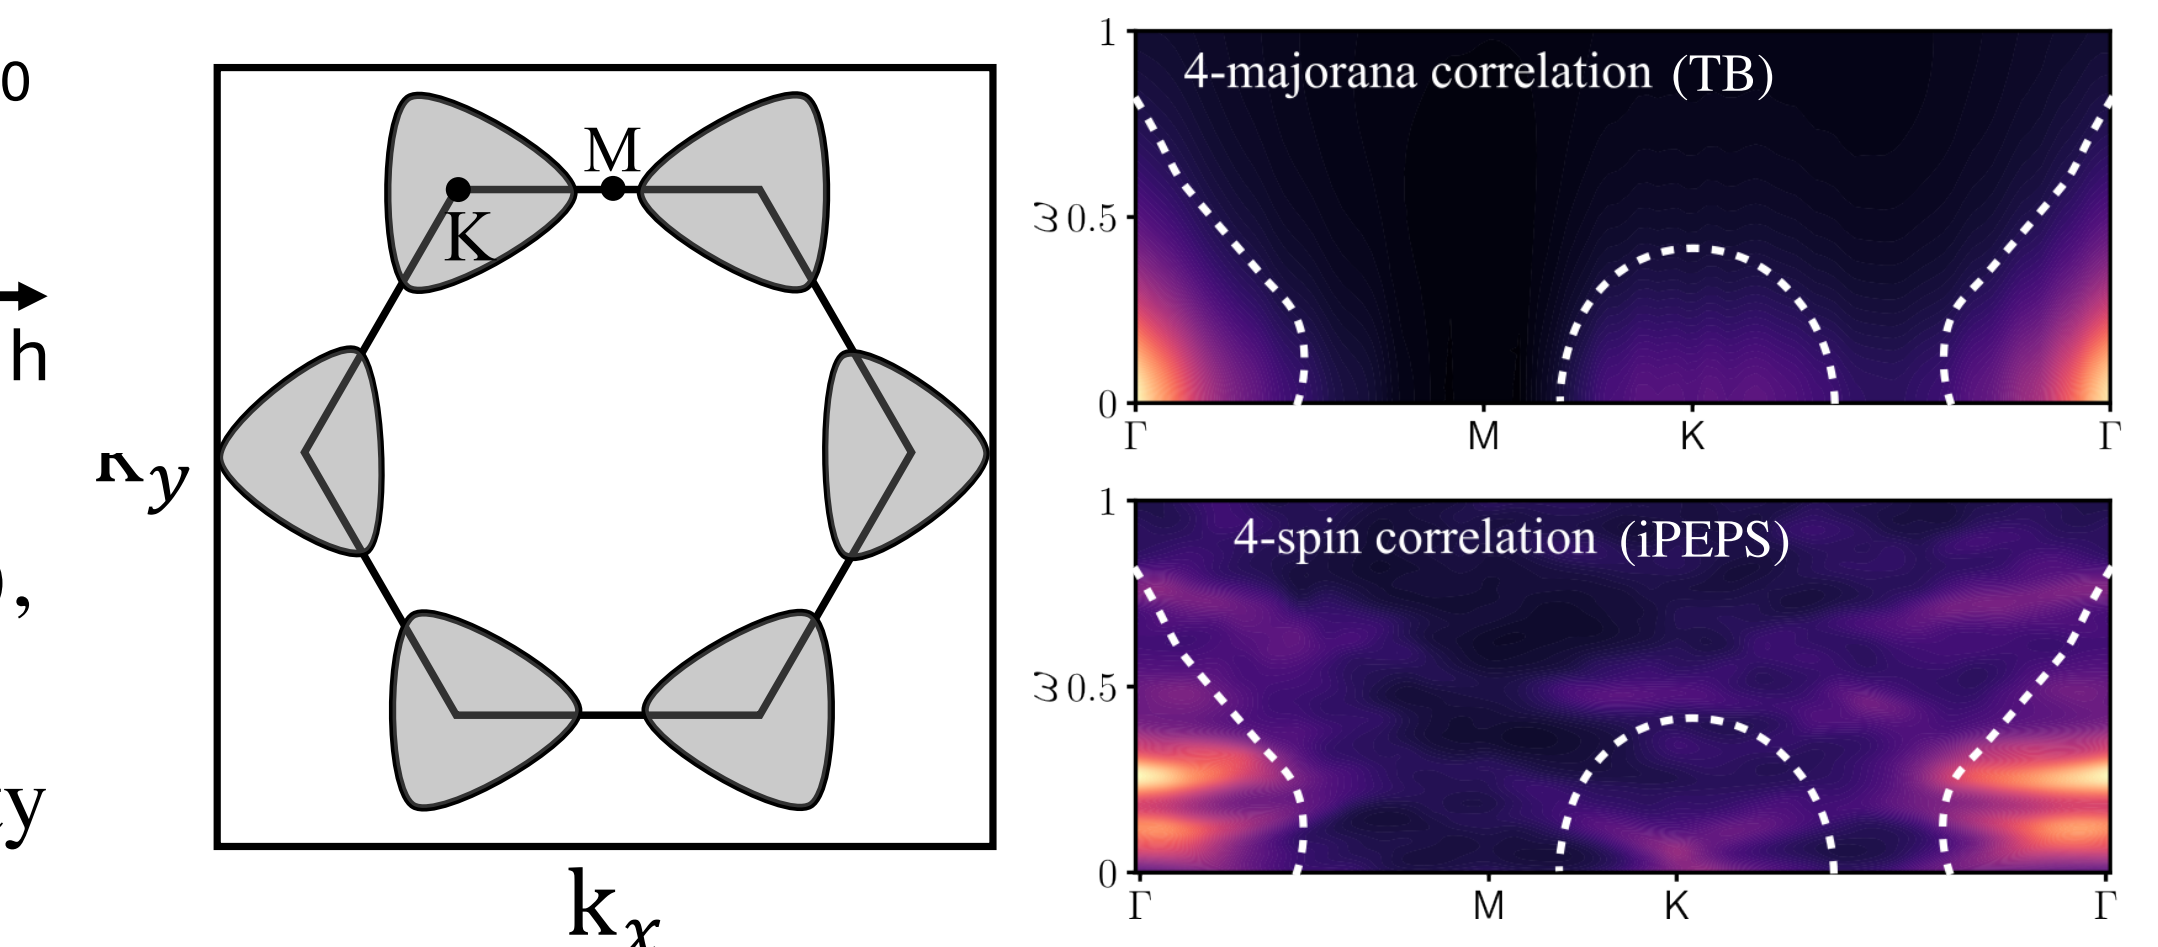 0
h
),
ty
M
K
k_y
k_x
1
4-majorana correlation (TB)
ω 0.5
0
Γ M K Γ
1
4-spin correlation (iPEPS)
ω 0.5
0
Γ M K Γ